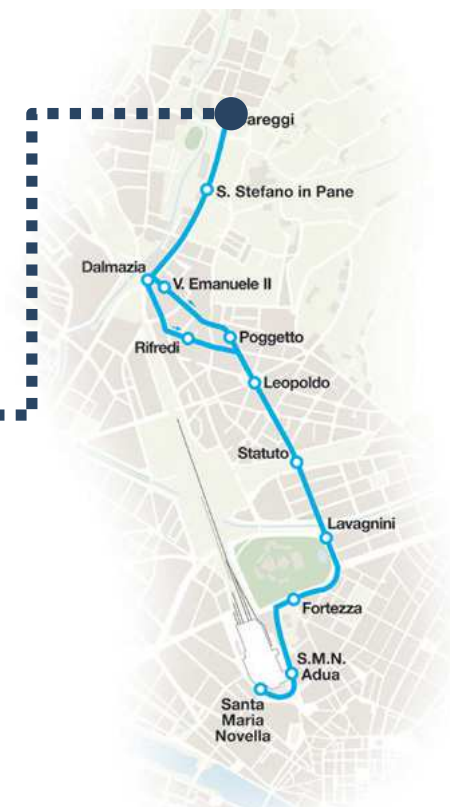 areggi
S. Stefano in Pane
Dalmazia
V. Emanuele II
Rifredi
Poggetto
Leopoldo
Statuto
Lavagnini
Fortezza
S.M.N.
Adua
Santa
Maria
Novella